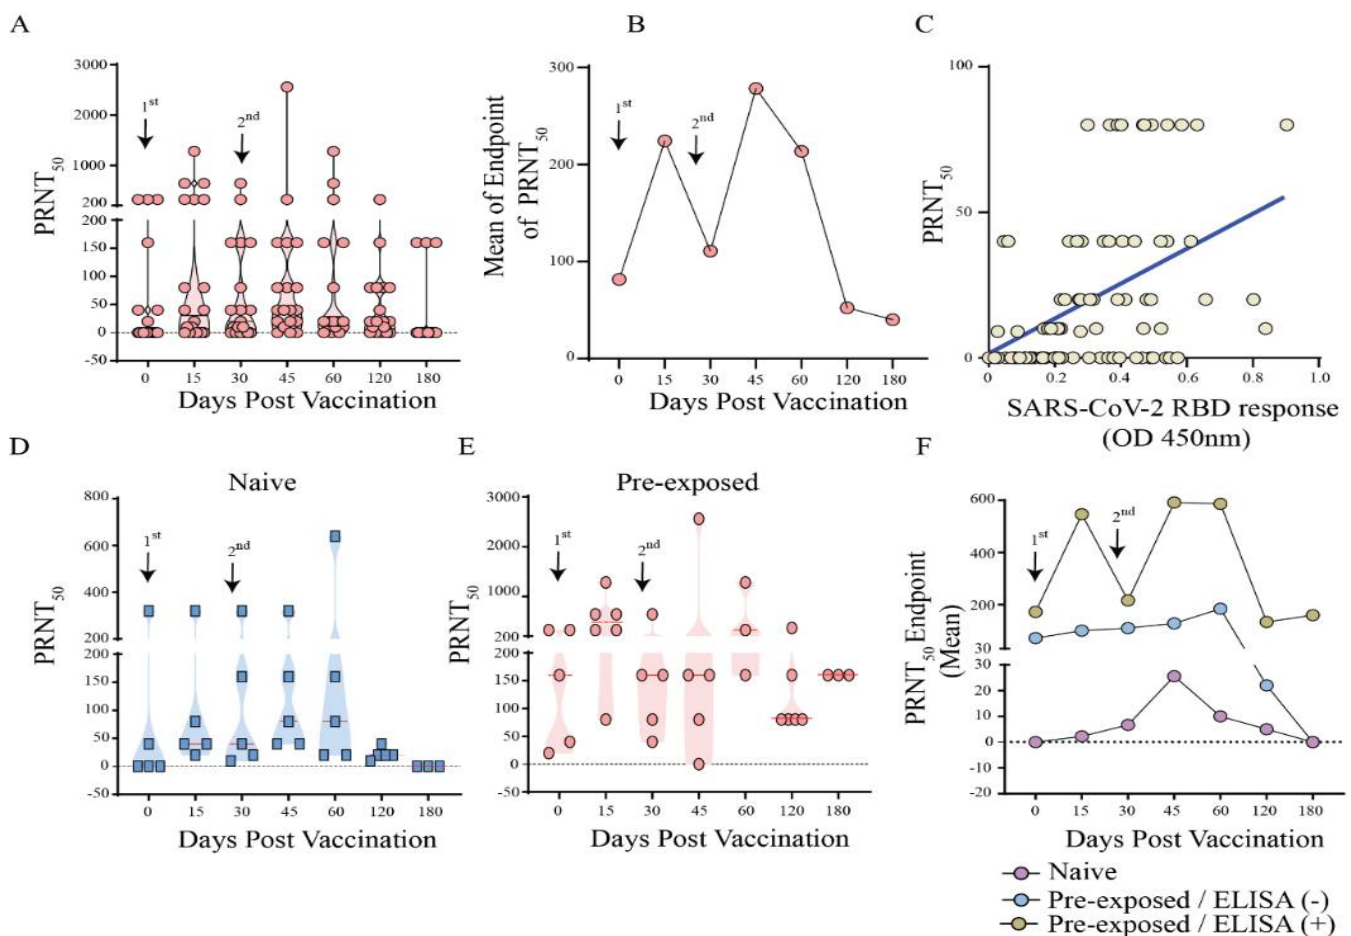 A
3000
2000
1000
200
200
150
100
50
0
-50
PRNT50
1st
2nd
0 15 30 45 60 120 180
Days Post Vaccination
B
300
200
100
0
Mean of Endpoint
of PRNT50
1st
2nd
0 15 30 45 60 120 180
Days Post Vaccination
C
100
50
0
PRNT50
0 0.2 0.4 0.6 0.8 1.0
SARS-CoV-2 RBD response
(OD 450nm)
D
Naive
800
600
400
200
200
150
100
50
0
-50
PRNT50
1st
2nd
0 15 30 45 60 120 180
Days Post Vaccination
E
Pre-exposed
3000
2000
1000
200
200
150
100
50
0
-50
PRNT50
1st
2nd
0 15 30 45 60 120 180
Days Post Vaccination
F
600
400
200
30
30
20
10
0
-10
-20
PRNT50 Endpoint
(Mean)
1st
2nd
0 15 30 45 60 120 180
Days Post Vaccination
Naive
Pre-exposed / ELISA (-)
Pre-exposed / ELISA (+)